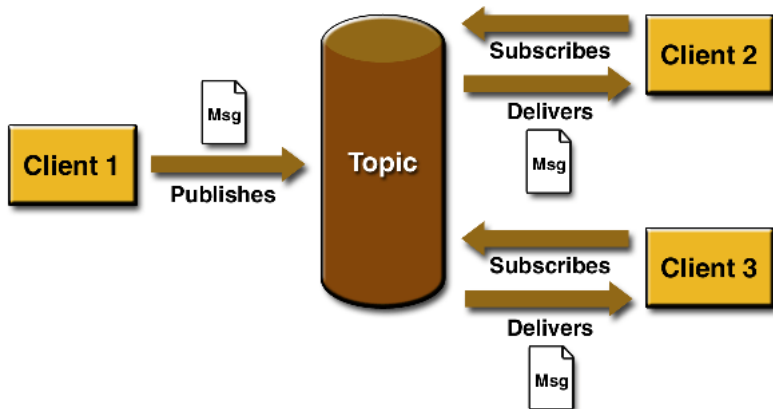 Client 1
Msg
Publishes
Topic
Subscribes
Delivers
Msg
Client 2
Subscribes
Delivers
Msg
Client 3